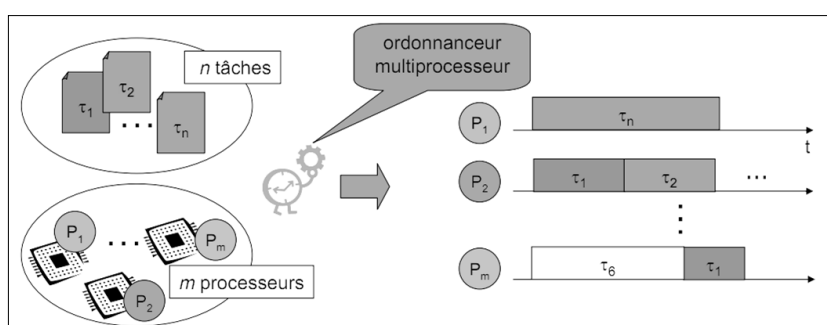 n tâches
τ1
τ2
...
τn
ordonnanceur
multiprocesseur
P1
...
Pm
P2
m processeurs
P1
τn
t
P2
τ1
τ2
...
⋮
Pm
τ6
τ1